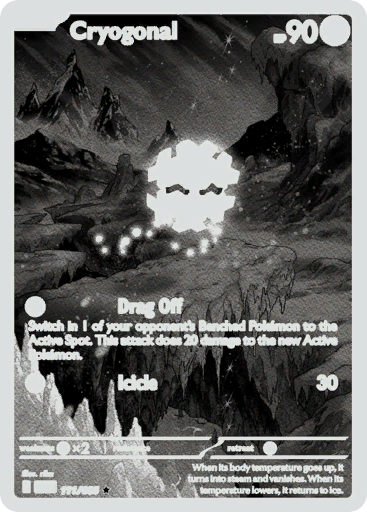 Cryogonal
HP 90
Drag Off
Switch in 1 of your opponent's Benched Pokémon to the
Active Spot. This attack does 20 damage to the new Active
Pokémon.
Icicle 30
weakness ×2
retreat
When its body temperature goes up, it
turns into steam and vanishes. When its
temperature lowers, it returns to ice.